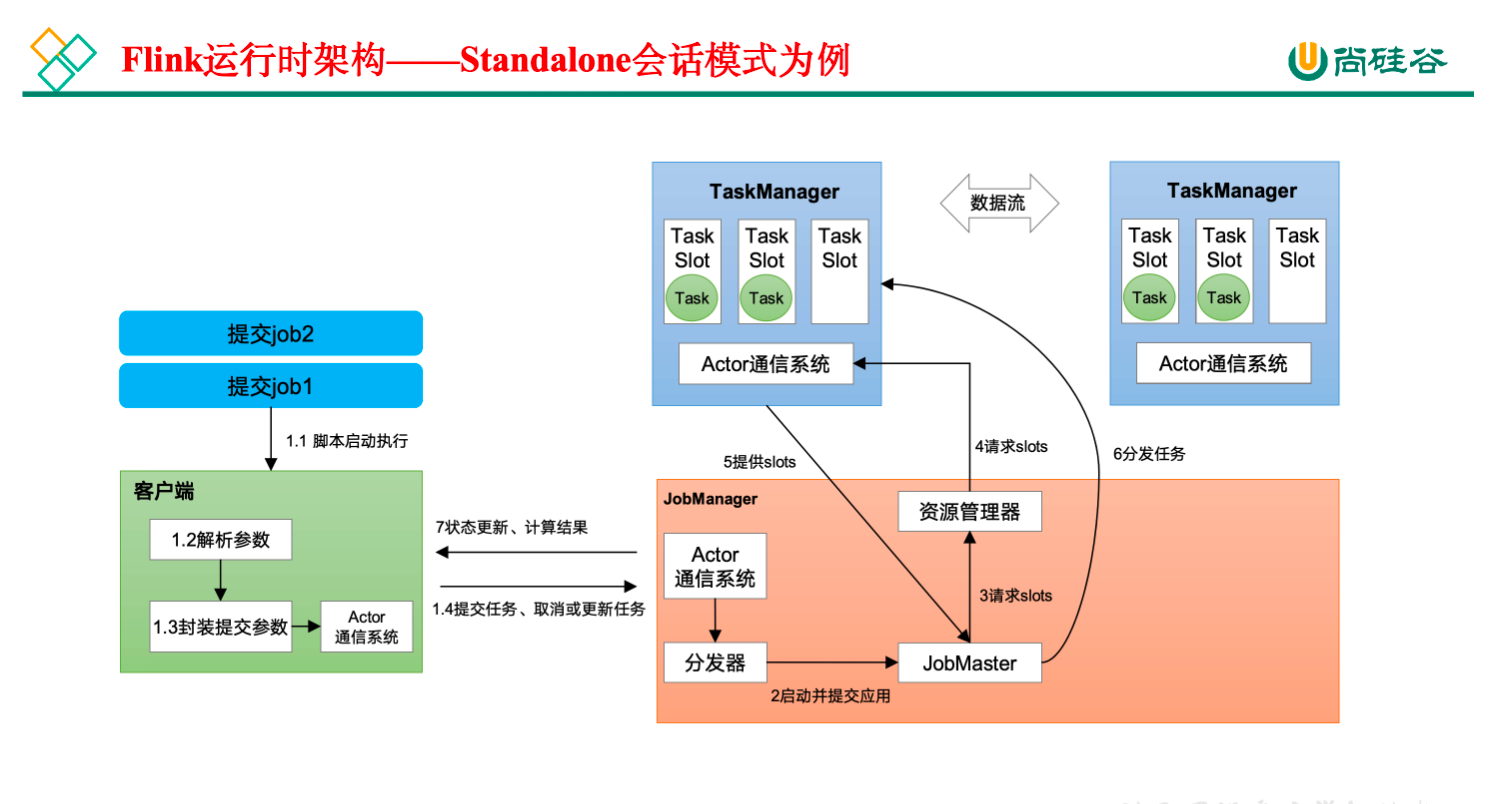 Flink运行时架构——Standalone会话模式为例
尚硅谷
TaskManager
Task
Slot
Task
Task
Slot
Task
Task
Slot
Actor通信系统
数据流
TaskManager
Task
Slot
Task
Task
Slot
Task
Task
Slot
Actor通信系统
提交job2
提交job1
1.1 脚本启动执行
客户端
1.2解析参数
1.3封装提交参数
Actor
通信系统
7状态更新、计算结果
1.4提交任务、取消或更新任务
5提供slots
4请求slots
6分发任务
JobManager
Actor
通信系统
资源管理器
3请求slots
分发器
2启动并提交应用
JobMaster